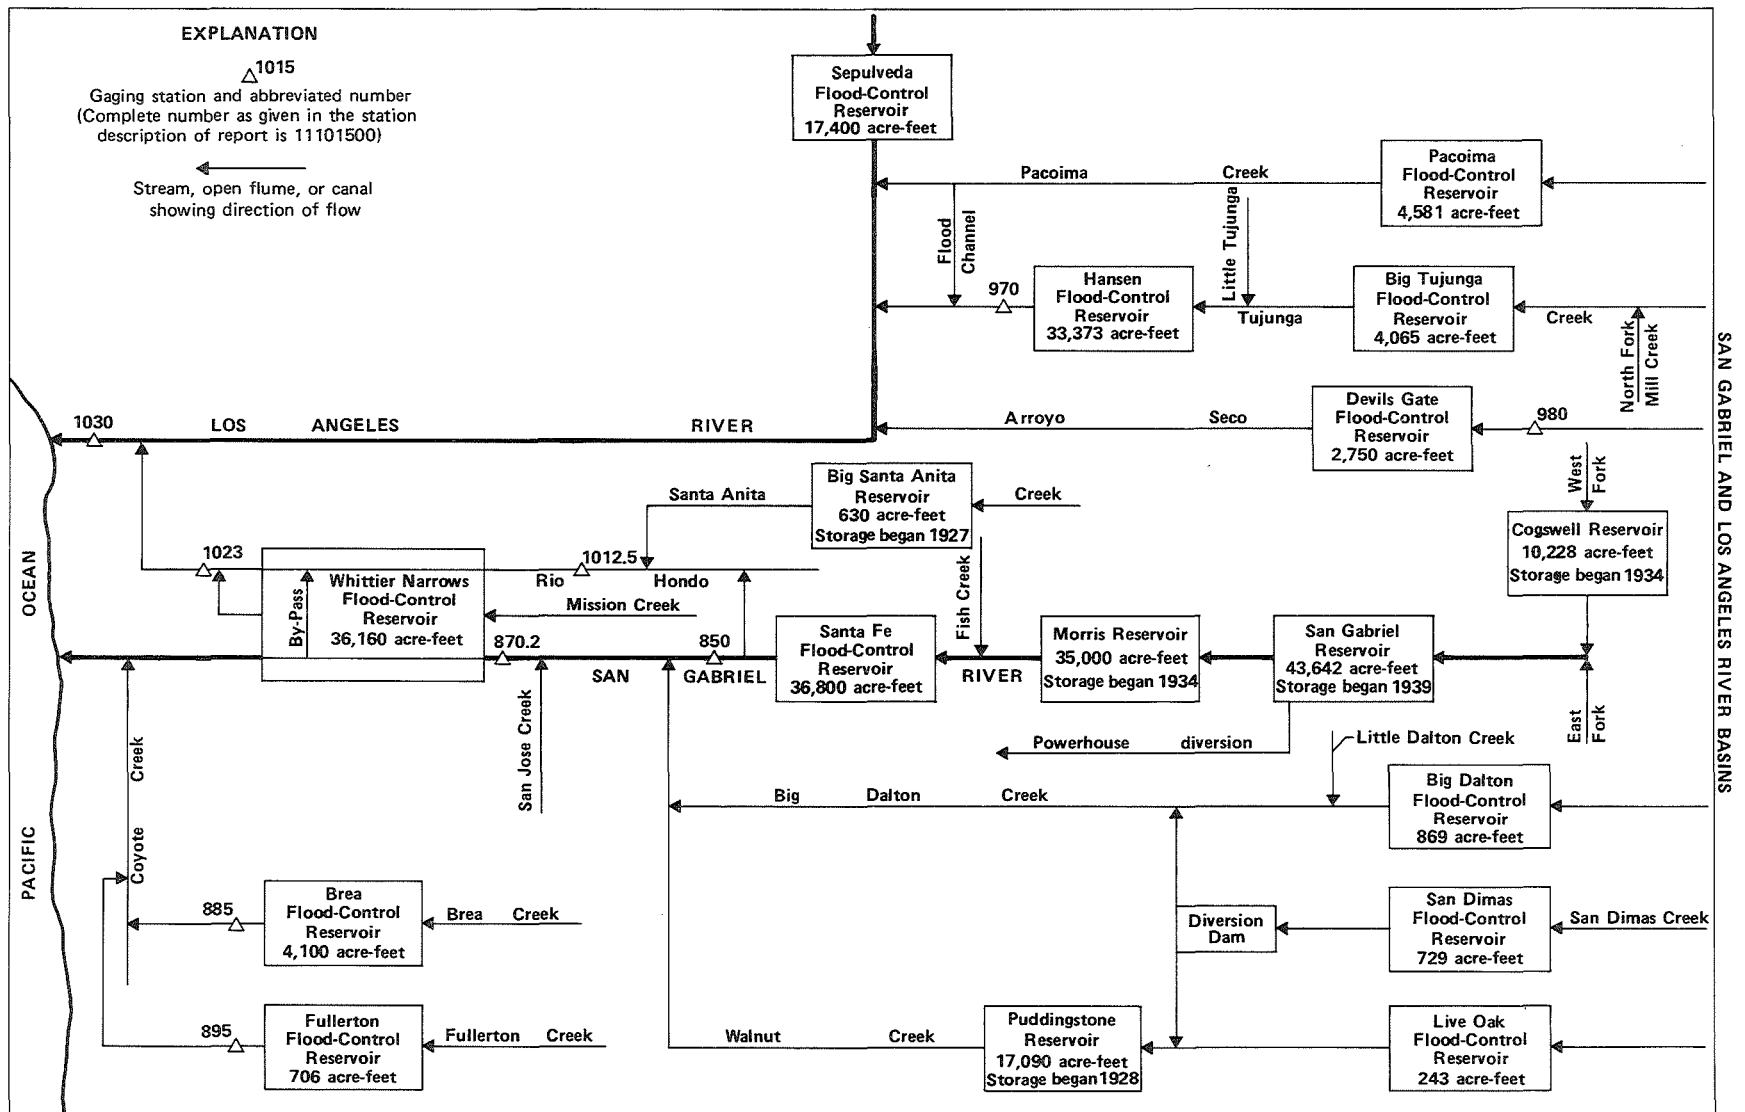 EXPLANATION
1015
Gaging station and abbreviated number
(Complete number as given in the station
description of report is 11101500)
Stream, open flume, or canal
showing direction of flow
Sepulveda
Flood-Control
Reservoir
17,400 acre-feet
Pacoima Creek
Pacoima
Flood-Control
Reservoir
4,581 acre-feet
Flood
Channel
Little Tujunga
970
Hansen
Flood-Control
Reservoir
33,373 acre-feet
Tujunga
Big Tujunga
Flood-Control
Reservoir
4,065 acre-feet
Creek
North Fork
Mill Creek
1030
LOS ANGELES RIVER
Arroyo Seco
Devils Gate
Flood-Control
Reservoir
2,750 acre-feet
980
Santa Anita
Big Santa Anita
Reservoir
630 acre-feet
Storage began 1927
Creek
West
Fork
Cogswell Reservoir
10,228 acre-feet
Storage began 1934
1023
1012.5
Rio Hondo
By-Pass
Whittier Narrows
Flood-Control
Reservoir
36,160 acre-feet
Mission Creek
Fish Creek
870.2
850
SAN GABRIEL RIVER
Santa Fe
Flood-Control
Reservoir
36,800 acre-feet
Morris Reservoir
35,000 acre-feet
Storage began 1934
San Gabriel
Reservoir
43,642 acre-feet
Storage began 1939
East
Fork
San Jose Creek
Powerhouse diversion
Little Dalton Creek
Big Dalton Creek
Big Dalton
Flood-Control
Reservoir
869 acre-feet
Coyote Creek
885
Brea
Flood-Control
Reservoir
4,100 acre-feet
Brea Creek
Diversion
Dam
San Dimas
Flood-Control
Reservoir
729 acre-feet
San Dimas Creek
895
Fullerton
Flood-Control
Reservoir
706 acre-feet
Fullerton Creek
Walnut Creek
Puddingstone
Reservoir
17,090 acre-feet
Storage began 1928
Live Oak
Flood-Control
Reservoir
243 acre-feet
PACIFIC OCEAN
SAN GABRIEL AND LOS ANGELES RIVER BASINS